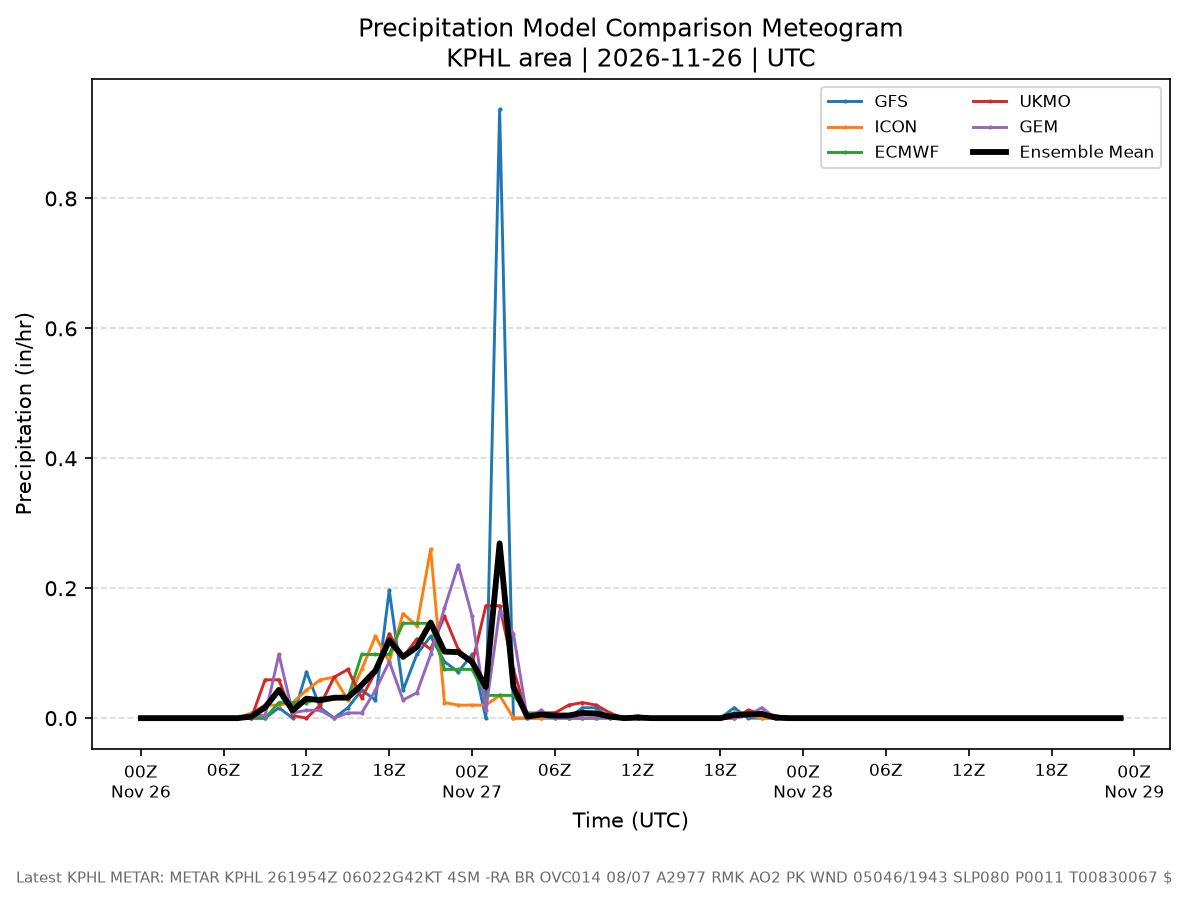 Precipitation Model Comparison Meteogram
KPHL area | 2026-11-26 | UTC
GFS
ICON
ECMWF
UKMO
GEM
Ensemble Mean
Precipitation (in/hr)
0.8
0.6
0.4
0.2
0.0
00Z 06Z 12Z 18Z 00Z 06Z 12Z 18Z 00Z 06Z 12Z 18Z 00Z
Nov 26 Nov 27 Nov 28 Nov 29
Time (UTC)
Latest KPHL METAR: METAR KPHL 261954Z 06022G42KT 4SM -RA BR OVC014 08/07 A2977 RMK AO2 PK WND 05046/1943 SLP080 P0011 T00830067 $